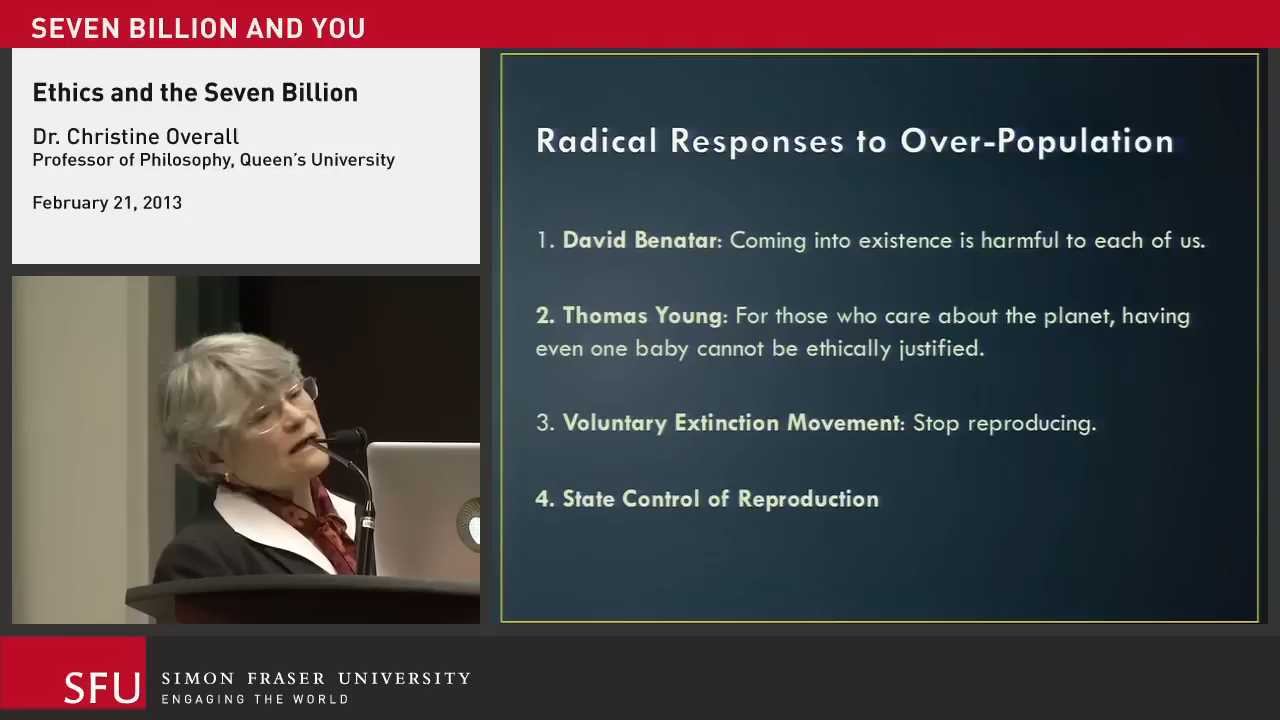 SEVEN BILLION AND YOU
Ethics and the Seven Billion
Dr. Christine Overall
Professor of Philosophy, Queen's University
February 21, 2013
Radical Responses to Over-Population
1. David Benatar: Coming into existence is harmful to each of us.
2. Thomas Young: For those who care about the planet, having
even one baby cannot be ethically justified.
3. Voluntary Extinction Movement: Stop reproducing.
4. State Control of Reproduction
SFU
SIMON FRASER UNIVERSITY
ENGAGING THE WORLD